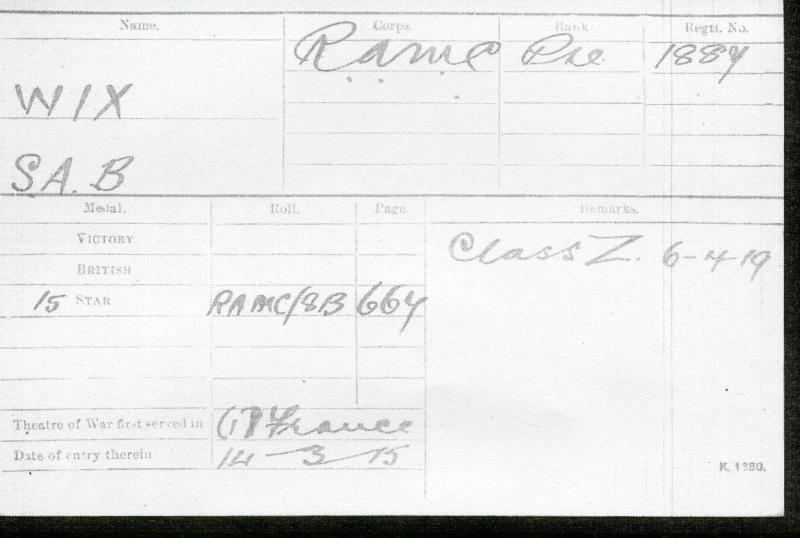 Name. Corps. Rank Regtl. No.
RAMC Pte. 1887
WIX
S.A. B
Medal. Roll. Page. Remarks.
VICTORY
BRITISH
Class Z. 6-4-19
15 STAR RAMC/8B 667
Theatre of War first served in (1) France
Date of entry therein 14-3-15
K. 1380.